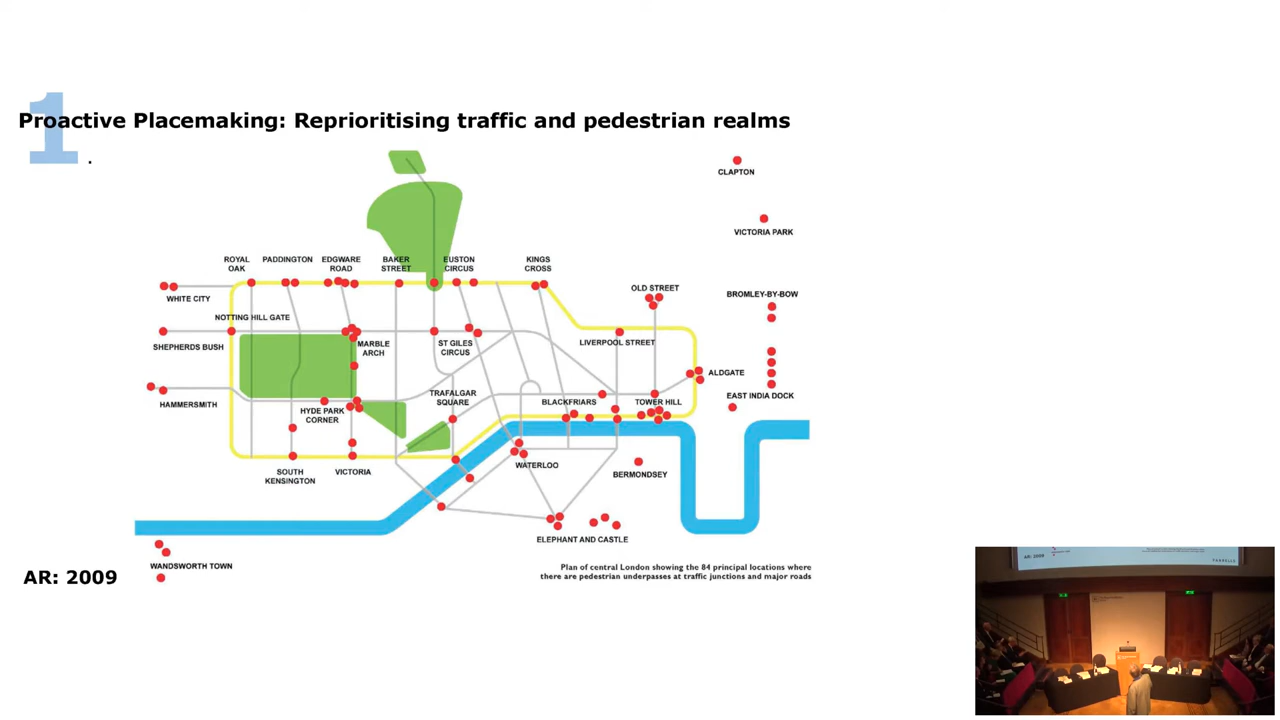 1
Proactive Placemaking: Reprioritising traffic and pedestrian realms
.
CLAPTON
VICTORIA PARK
ROYAL
OAK
PADDINGTON
EDGWARE
ROAD
BAKER
STREET
EUSTON
CIRCUS
KINGS
CROSS
WHITE CITY
OLD STREET
BROMLEY-BY-BOW
NOTTING HILL GATE
SHEPHERDS BUSH
MARBLE
ARCH
ST GILES
CIRCUS
LIVERPOOL STREET
ALDGATE
HAMMERSMITH
HYDE PARK
CORNER
TRAFALGAR
SQUARE
BLACKFRIARS
TOWER HILL
EAST INDIA DOCK
SOUTH
KENSINGTON
VICTORIA
WATERLOO
BERMONDSEY
ELEPHANT AND CASTLE
WANDSWORTH TOWN
AR: 2009
Plan of central London showing the 84 principal locations where
there are pedestrian underpasses at traffic junctions and major roads
AR: 2009
FARRELLS